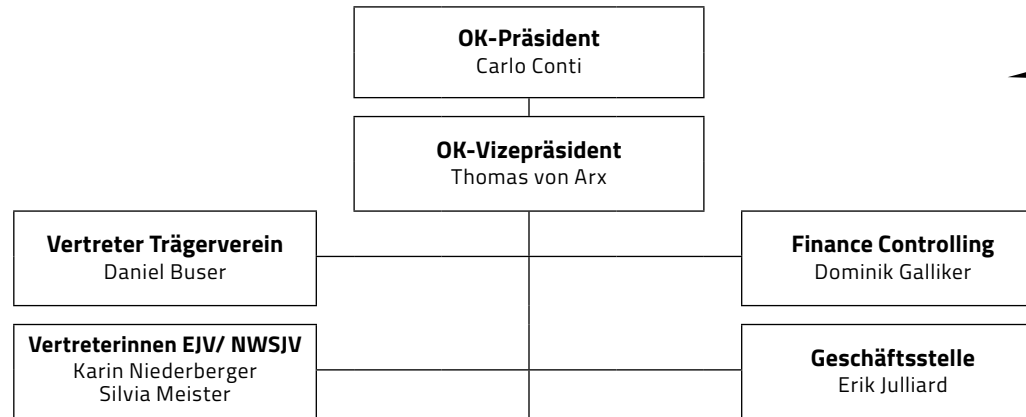 OK-Präsident
Carlo Conti
OK-Vizepräsident
Thomas von Arx
Vertreter Trägerverein
Daniel Buser
Finance Controlling
Dominik Galliker
Vertreterinnen EJV/ NWSJV
Karin Niederberger
Silvia Meister
Geschäftsstelle
Erik Julliard